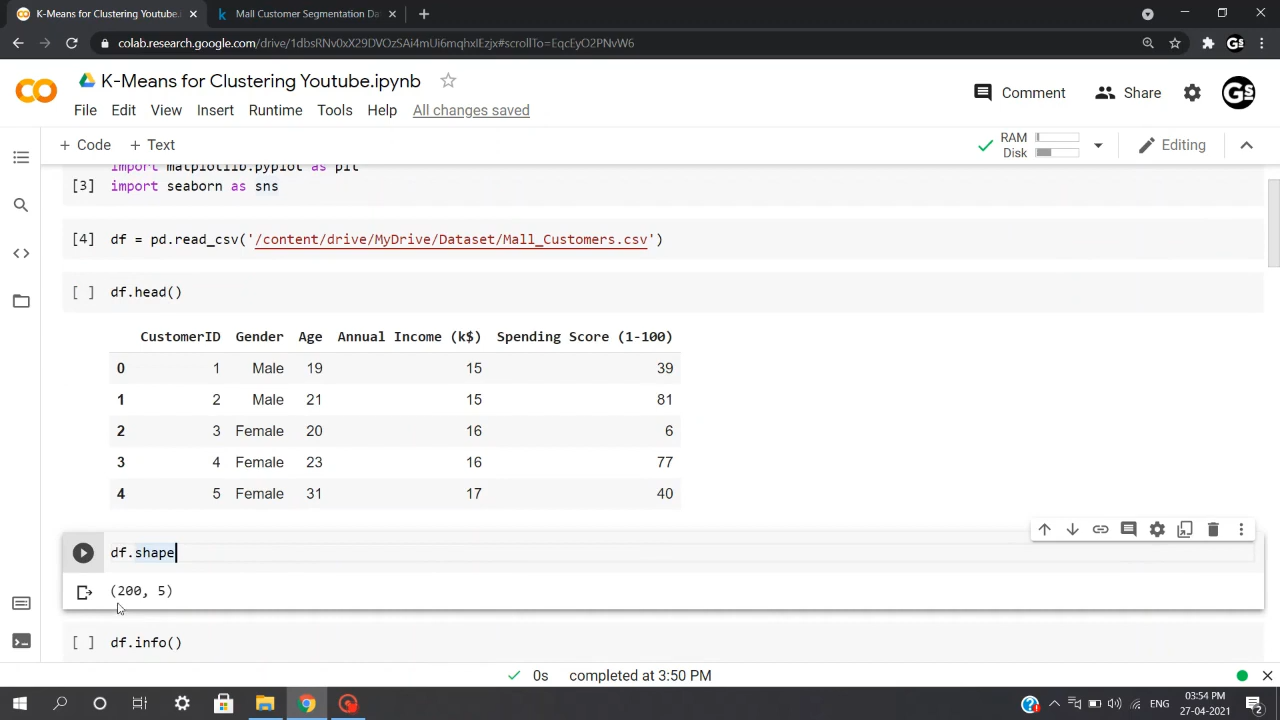 K-Means for Clustering Youtube.
Mall Customer Segmentation Da
colab.research.google.com/drive/1dbsRNv0xX29DVOzSAi4mUi6mqhxIEzjx#scrollTo=EqcEyO2PNvW6
K-Means for Clustering Youtube.ipynb
File Edit View Insert Runtime Tools Help All changes saved
Comment Share Gs
+ Code + Text
RAM
Disk
Editing
import matplotlib.pyplot as plt
[3] import seaborn as sns
[4] df = pd.read_csv('/content/drive/MyDrive/Dataset/Mall_Customers.csv')
[ ] df.head()
CustomerID Gender Age Annual Income (k$) Spending Score (1-100)
0 1 Male 19 15 39
1 2 Male 21 15 81
2 3 Female 20 16 6
3 4 Female 23 16 77
4 5 Female 31 17 40
df.shape
(200, 5)
[ ] df.info()
0s completed at 3:50 PM
ENG
03:54 PM
27-04-2021
2